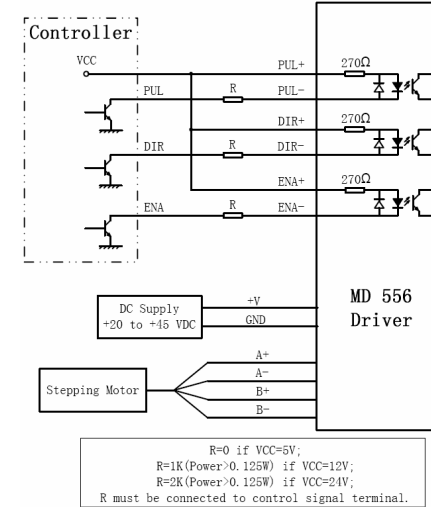 Controller
VCC
PUL+
270Ω
PUL
R
PUL-
DIR+
270Ω
DIR
R
DIR-
ENA+
270Ω
ENA
R
ENA-
DC Supply
+20 to +45 VDC
+V
GND
MD 556
Driver
Stepping Motor
A+
A-
B+
B-
R=0 if VCC=5V;
R=1K(Power>0.125W) if VCC=12V;
R=2K(Power>0.125W) if VCC=24V;
R must be connected to control signal terminal.